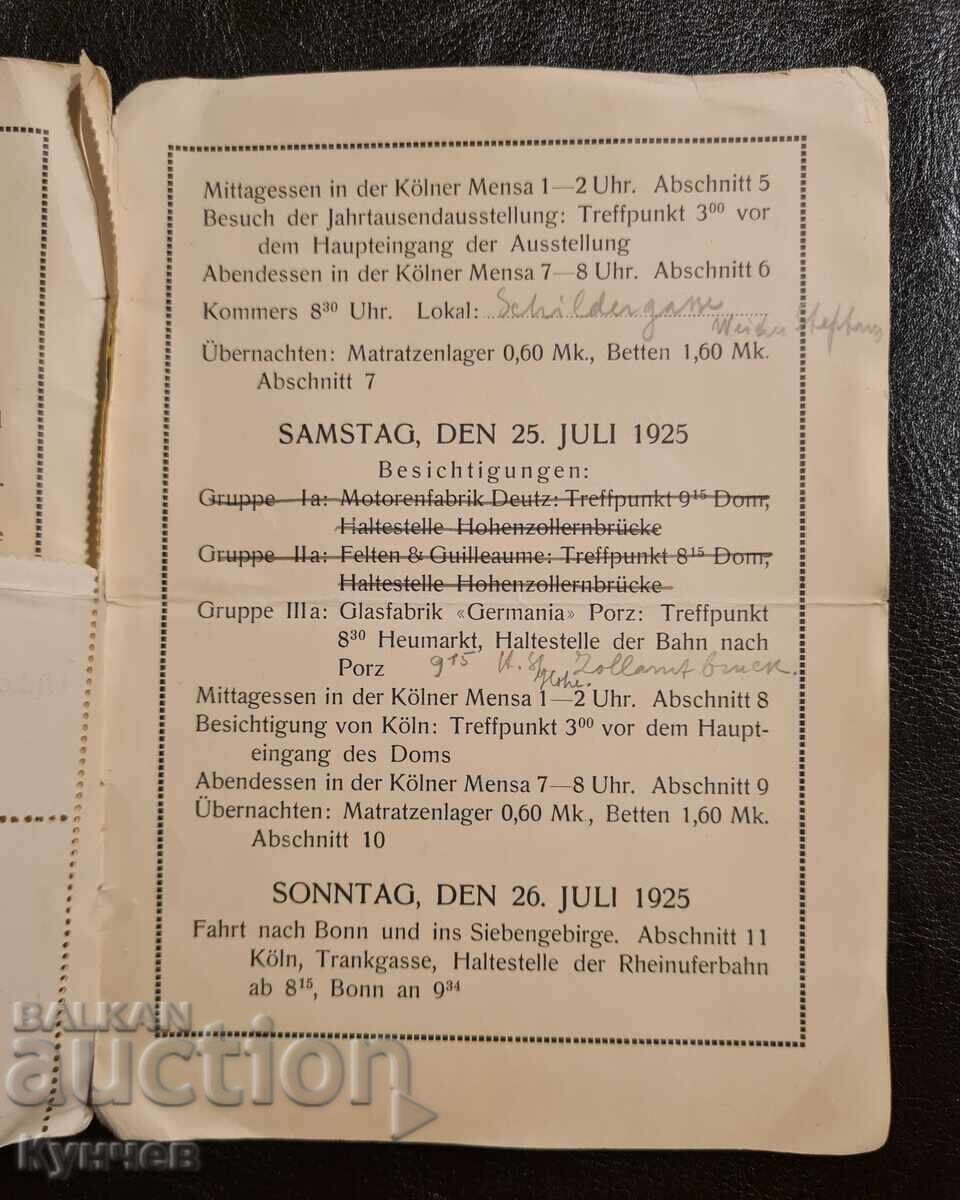 Mittagessen in der Kölner Mensa 1—2 Uhr. Abschnitt 5
Besuch der Jahrtausendausstellung: Treffpunkt 3⁰⁰ vor
dem Haupteingang der Ausstellung
Abendessen in der Kölner Mensa 7—8 Uhr. Abschnitt 6
Kommers 8³⁰ Uhr. Lokal: Schildergasse
Übernachten: Matratzenlager 0,60 Mk., Betten 1,60 Mk.
Abschnitt 7
SAMSTAG, DEN 25. JULI 1925
Besichtigungen:
Gruppe Ia: Motorenfabrik Deutz: Treffpunkt 9¹⁵ Dom,
Haltestelle Hohenzollernbrücke
Gruppe IIa: Felten & Guilleaume: Treffpunkt 8¹⁵ Dom,
Haltestelle Hohenzollernbrücke
Gruppe IIIa: Glasfabrik «Germania» Porz: Treffpunkt
8³⁰ Heumarkt, Haltestelle der Bahn nach
Porz 9¹⁵ Zollamt
Mittagessen in der Kölner Mensa 1—2 Uhr. Abschnitt 8
Besichtigung von Köln: Treffpunkt 3⁰⁰ vor dem Haupt-
eingang des Doms
Abendessen in der Kölner Mensa 7—8 Uhr. Abschnitt 9
Übernachten: Matratzenlager 0,60 Mk., Betten 1,60 Mk.
Abschnitt 10
SONNTAG, DEN 26. JULI 1925
Fahrt nach Bonn und ins Siebengebirge. Abschnitt 11
Köln, Trankgasse, Haltestelle der Rheinuferbahn
ab 8¹⁵, Bonn an 9³⁴
BALKAN
auction
Кунчев